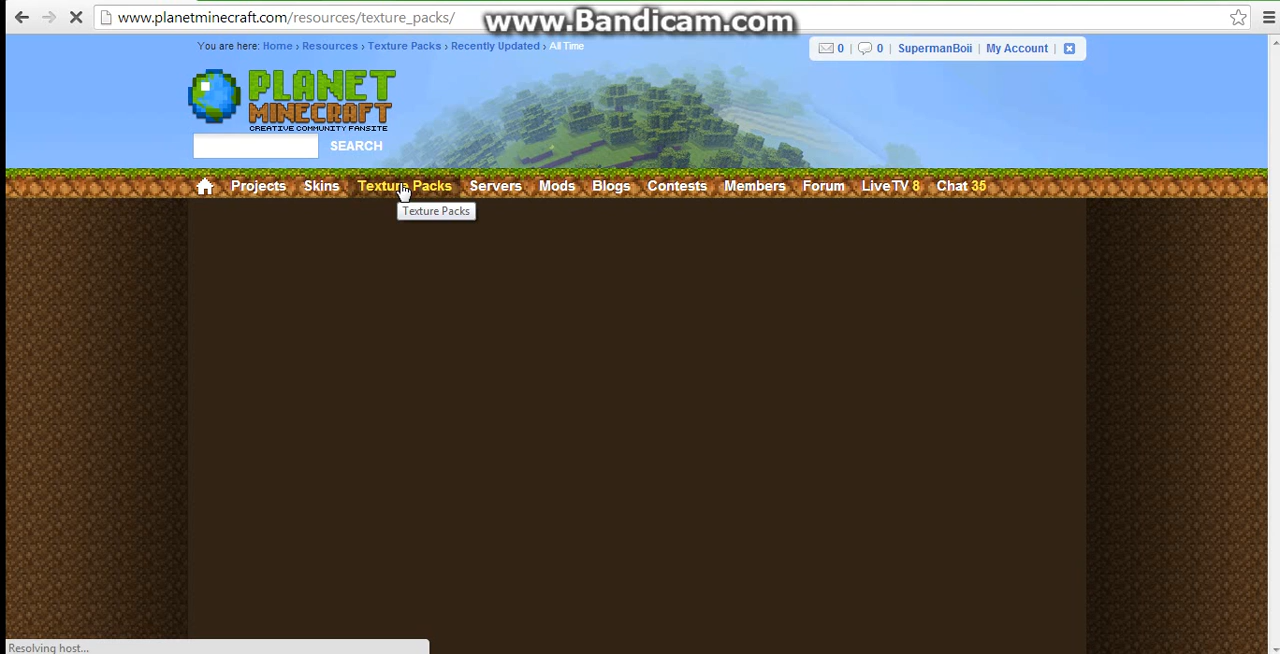 www.planetminecraft.com/resources/texture_packs/
www.Bandicam.com
You are here: Home › Resources › Texture Packs › Recently Updated › All Time
0 | 0 | SupermanBoii | My Account |
PLANET
MINECRAFT
CREATIVE COMMUNITY FANSITE
SEARCH
Projects Skins Texture Packs Servers Mods Blogs Contests Members Forum Live TV 8 Chat 35
Texture Packs
Resolving host...